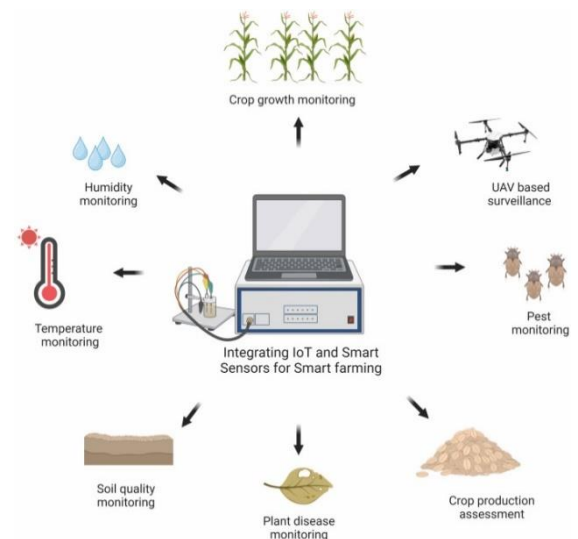 Crop growth monitoring
Humidity
monitoring
UAV based
surveillance
Temperature
monitoring
Pest
monitoring
Integrating IoT and Smart
Sensors for Smart farming
Soil quality
monitoring
Plant disease
monitoring
Crop production
assessment